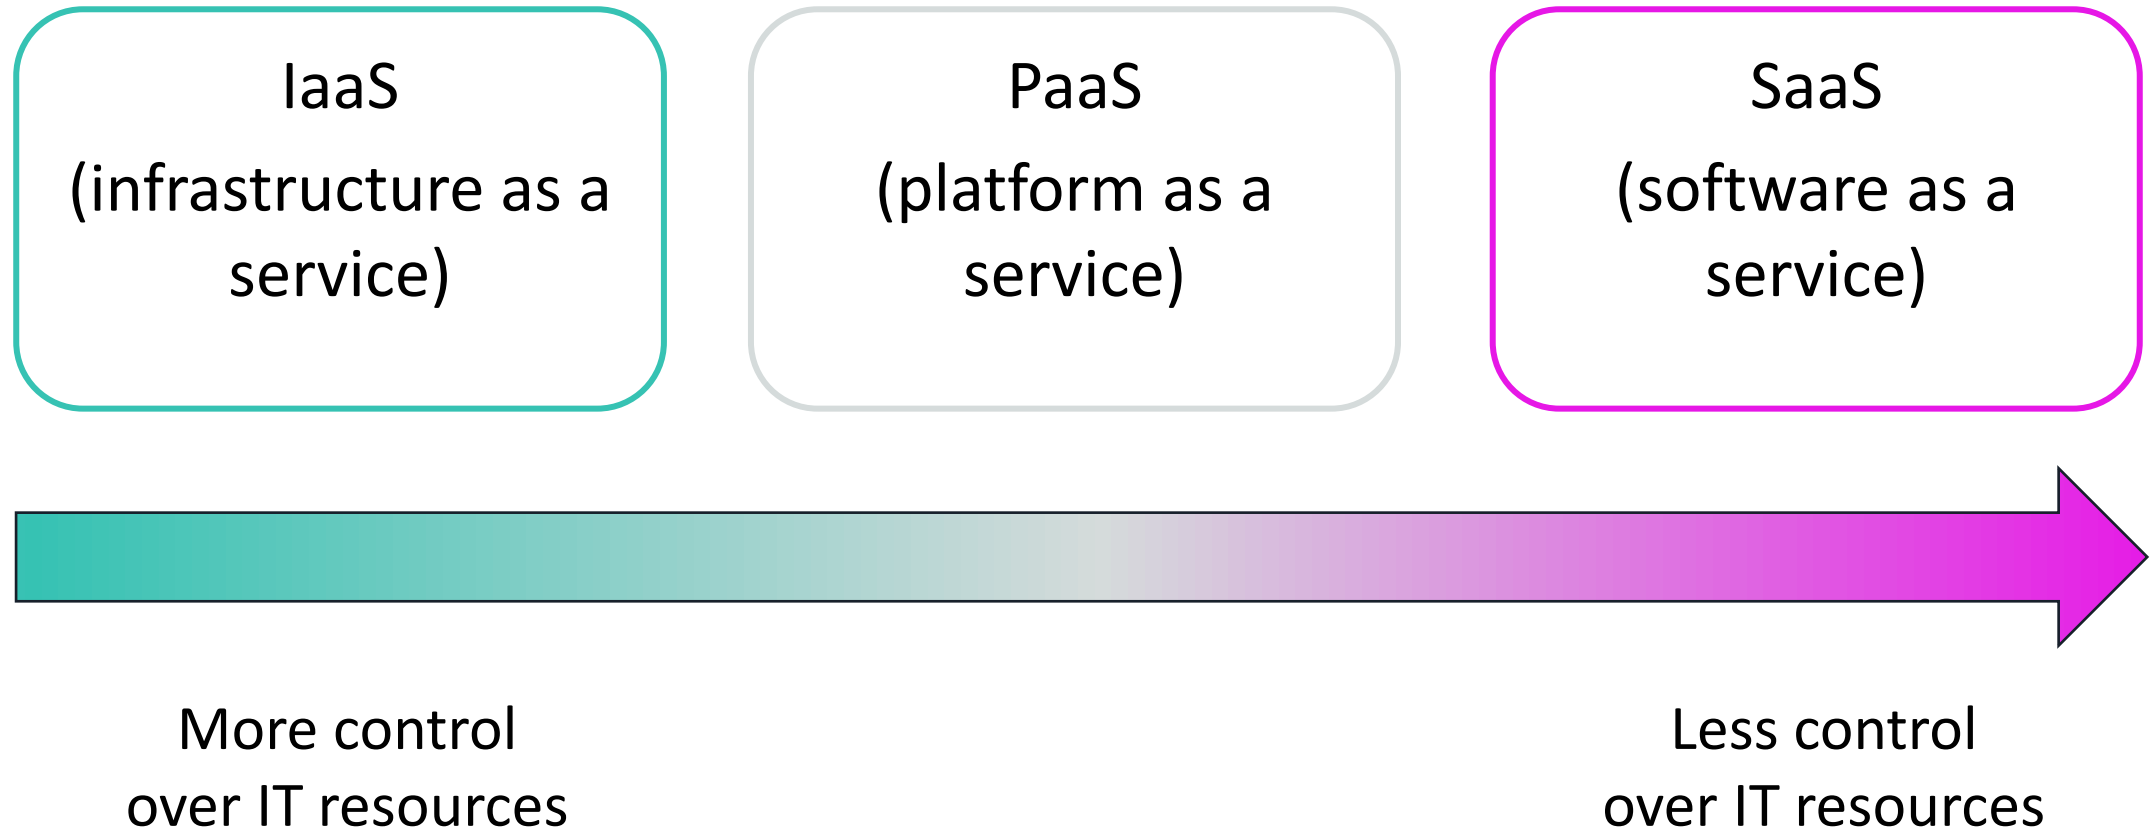 IaaS
(infrastructure as a
service)
PaaS
(platform as a
service)
SaaS
(software as a
service)
More control
over IT resources
Less control
over IT resources